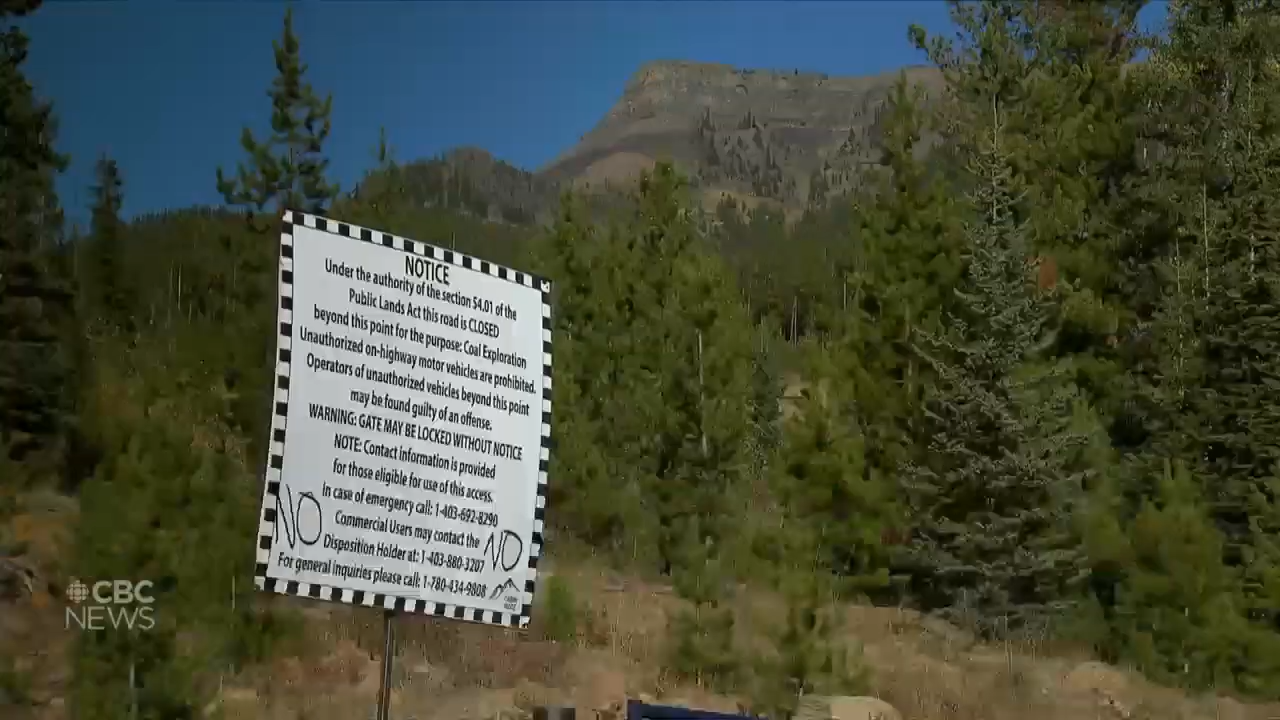 NOTICE
Under the authority of the section 54.01 of the
Public Lands Act this road is CLOSED
beyond this point for the purpose: Coal Exploration
Unauthorized on-highway motor vehicles are prohibited.
Operators of unauthorized vehicles beyond this point
may be found guilty of an offense.
WARNING: GATE MAY BE LOCKED WITHOUT NOTICE
NOTE: Contact information is provided
for those eligible for use of this access.
In case of emergency call: 1-403-692-8290
Commercial Users may contact the
Disposition Holder at: 1-403-880-3207
For general inquiries please call: 1-780-434-9808
NO
NO
CABIN
RIDGE
CBC
NEWS